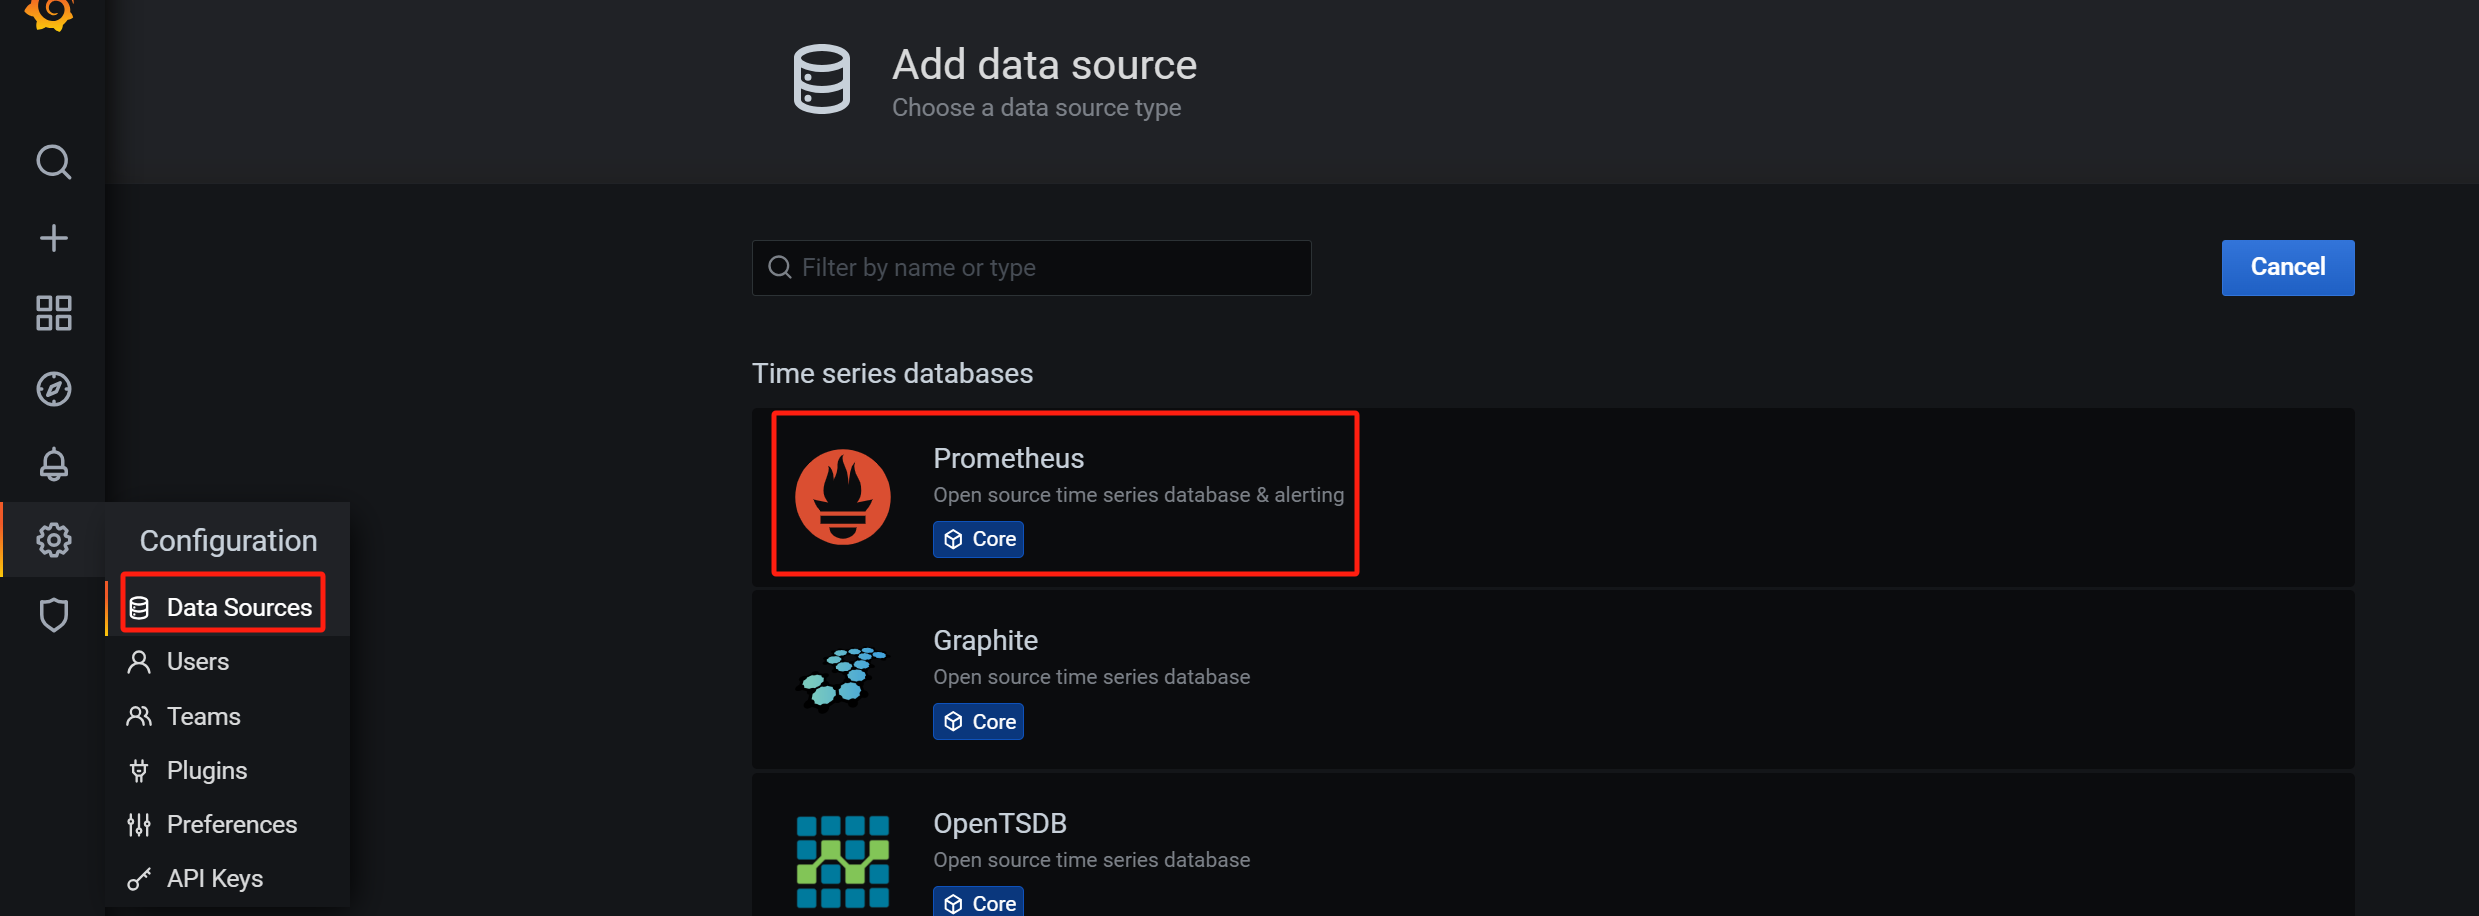 Add data source
Choose a data source type
Filter by name or type
Cancel
Time series databases
Prometheus
Open source time series database & alerting
Core
Graphite
Open source time series database
Core
OpenTSDB
Open source time series database
Core
Configuration
Data Sources
Users
Teams
Plugins
Preferences
API Keys